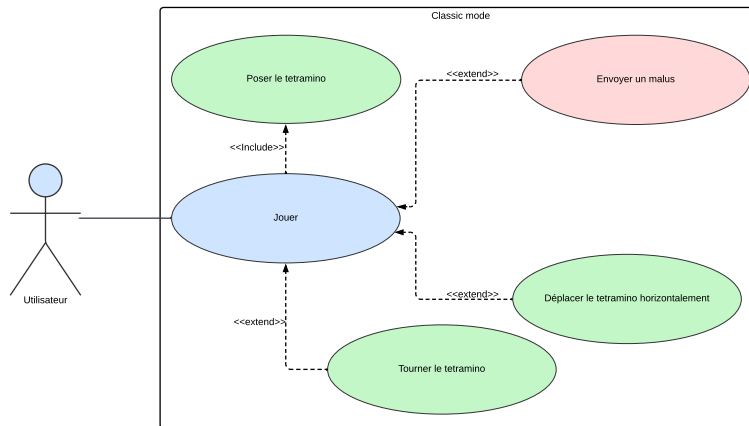 Classic mode
Poser le tetramino
<<extend>>
Envoyer un malus
<<Include>>
Jouer
Utilisateur
<<extend>>
Déplacer le tetramino horizontalement
<<extend>>
Tourner le tetramino